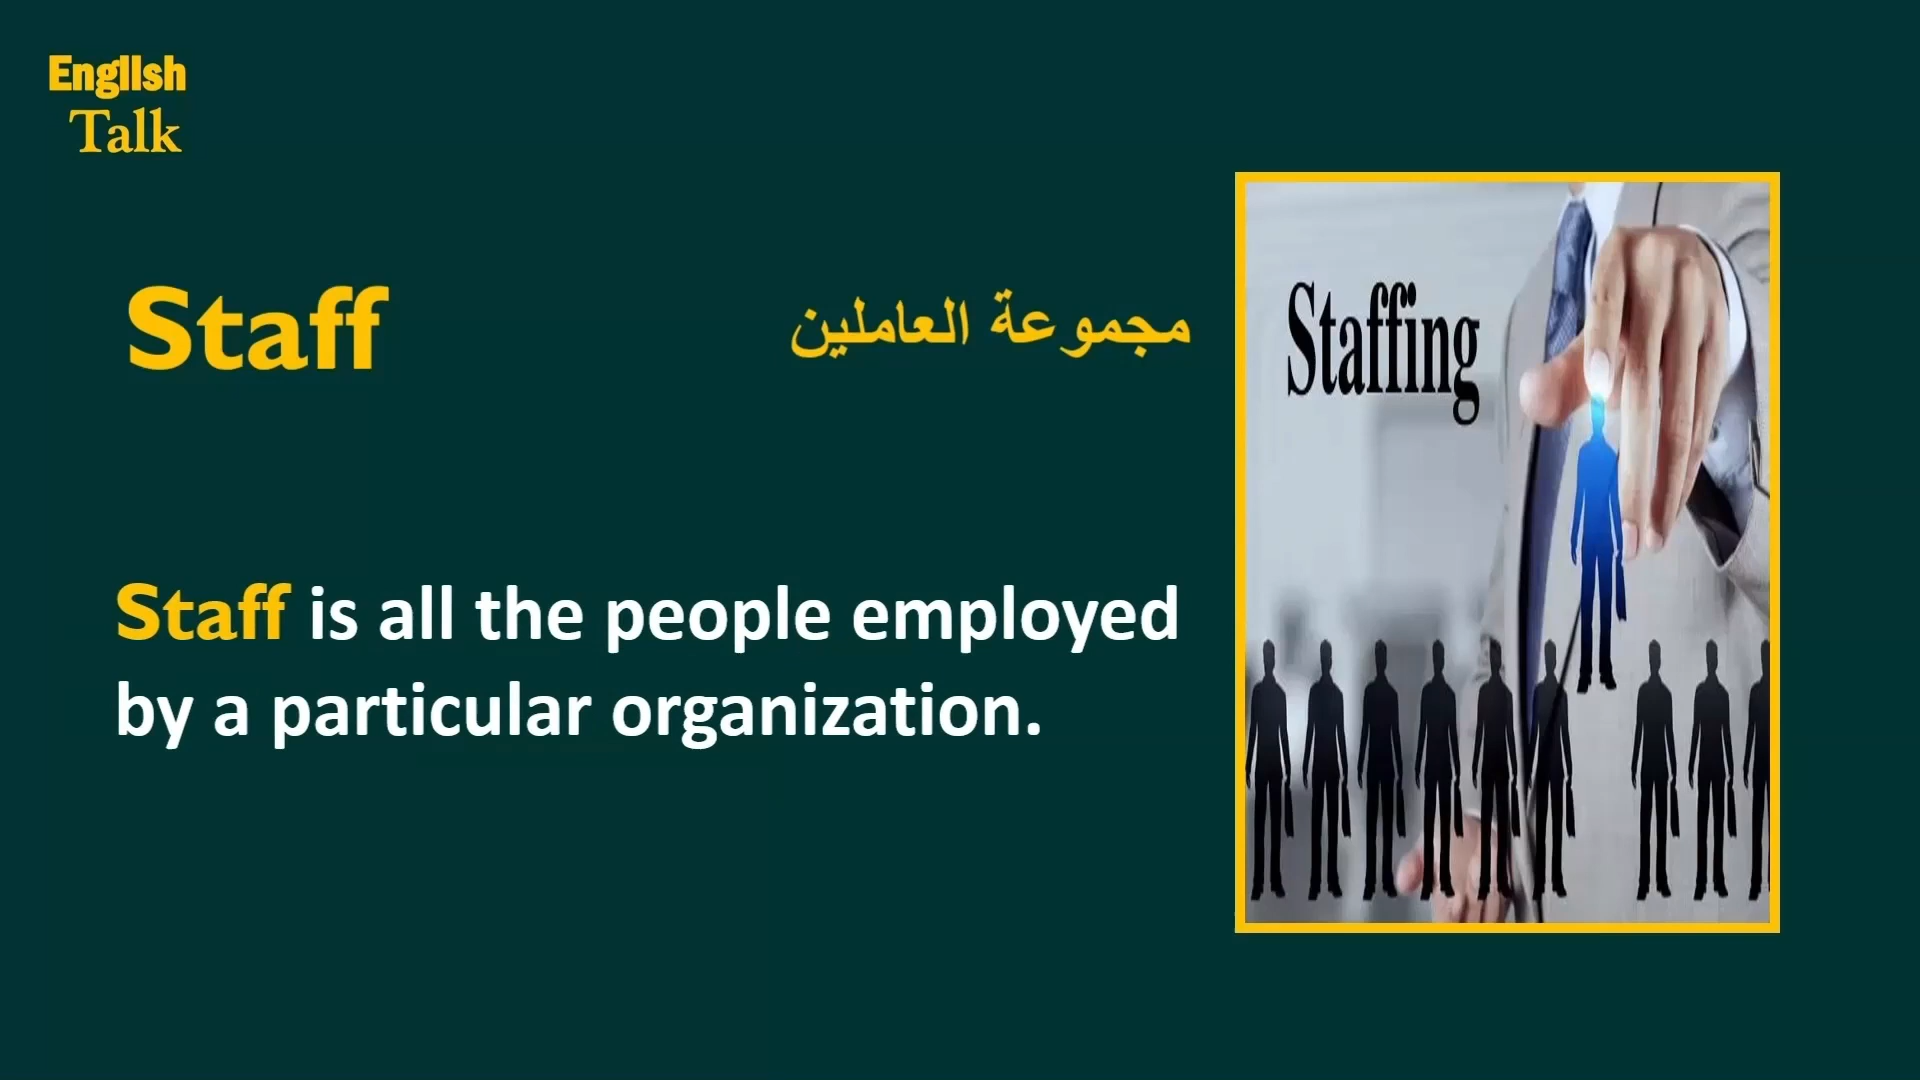 English
Talk
Staff
مجموعة العاملين
Staff is all the people employed
by a particular organization.
Staffing